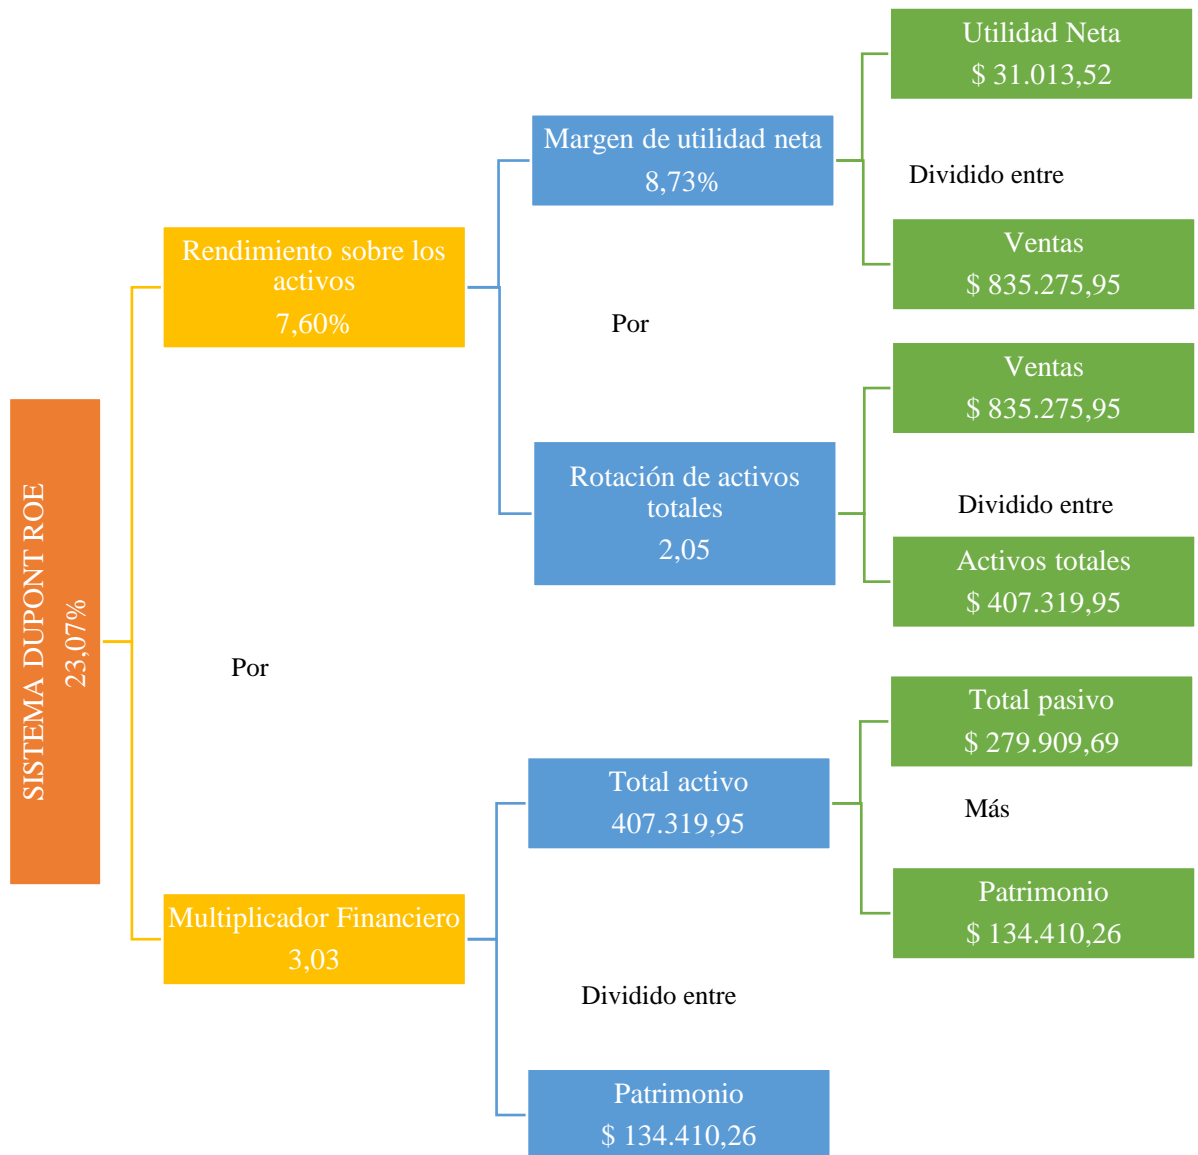 SISTEMA DUPONT ROE
23,07%
Rendimiento sobre los
activos
7,60%
Por
Multiplicador Financiero
3,03
Margen de utilidad neta
8,73%
Por
Rotación de activos
totales
2,05
Total activo
407.319,95
Dividido entre
Patrimonio
$ 134.410,26
Utilidad Neta
$ 31.013,52
Dividido entre
Ventas
$ 835.275,95
Ventas
$ 835.275,95
Dividido entre
Activos totales
$ 407.319,95
Total pasivo
$ 279.909,69
Más
Patrimonio
$ 134.410,26